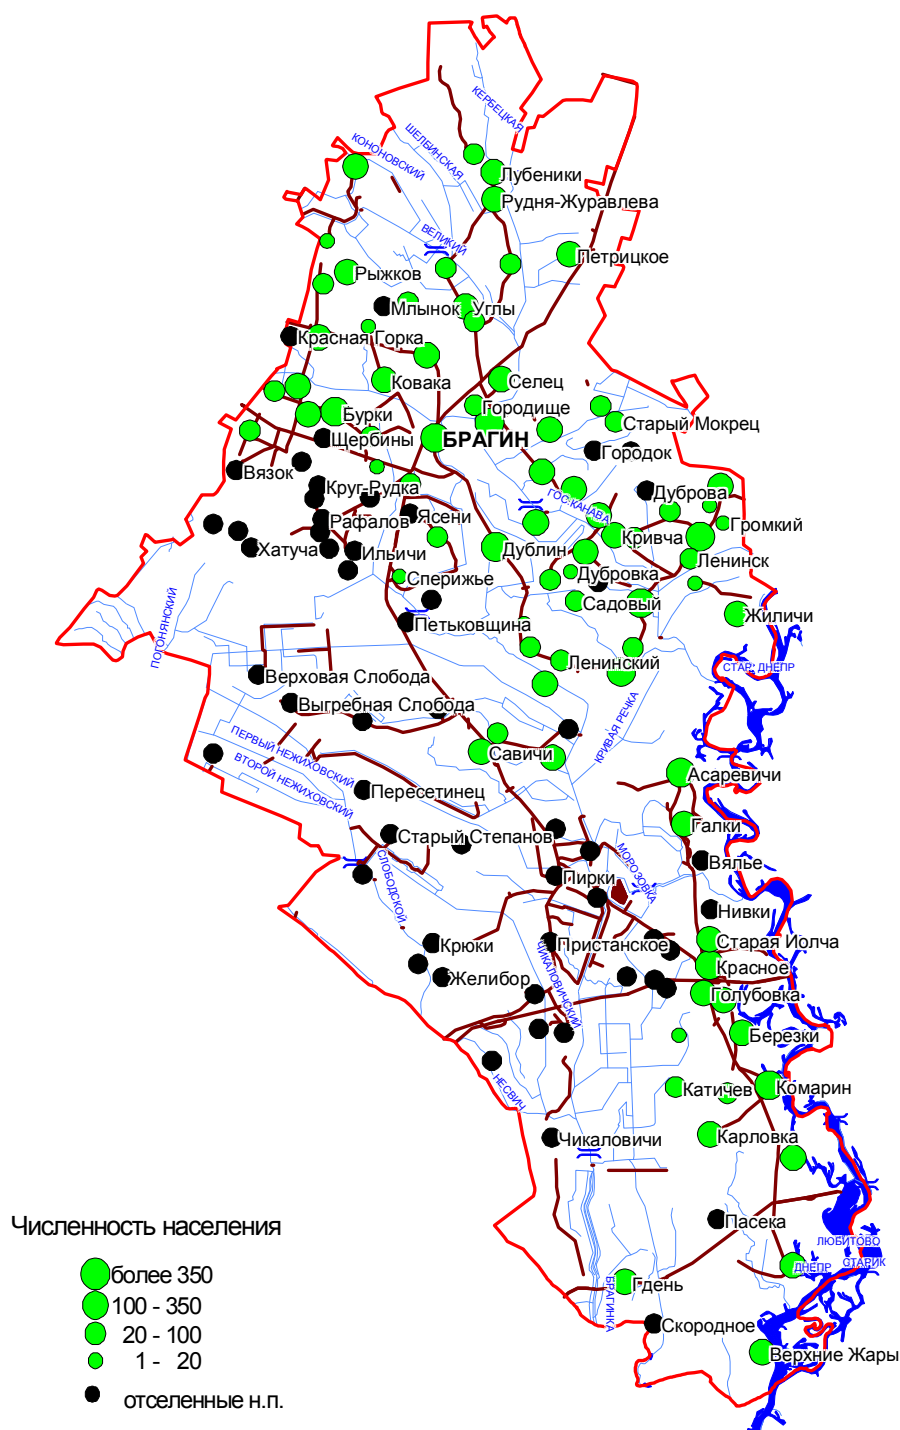 КЕРБЕЦКАЯ
ШЕЛБИНСКАЯ
КОНОНОВСКИЙ
Лубеники
Рудня-Журавлева
ВЕЛИКИЙ
Петрицкое
Рыжков
Млынок
Углы
Красная Горка
Ковака
Селец
Городище
Бурки
Старый Мокрец
Щербины
БРАГИН
Городок
Вязок
Круг-Рудка
Дуброва
ГОС.КАНАВА
Рафалов
Ясени
Громкий
Кривча
Хатуча
Ильичи
Дублин
Ленинск
Сперижье
Дубровка
Садовый
Жиличи
Петьковщина
ПОГОНЯНСКИЙ
Ленинский
СТАР. ДНЕПР
Верховая Слобода
Выгребная Слобода
КРИВАЯ РЕЧКА
ПЕРВЫЙ НЕЖИХОВСКИЙ
Савичи
ВТОРОЙ НЕЖИХОВСКИЙ
Асаревичи
Пересетинец
Галки
Старый Степанов
МОРОЗОВКА
Вялье
СЛОБОДСКОЙ
Пирки
Нивки
Крюки
Пристанское
Старая Иолча
ЧИКАЛОВИЧСКИЙ
Красное
Желибор
Голубовка
Березки
НЕСВИЧ
Катичев
Комарин
Чикаловичи
Карловка
Пасека
Численность населения
ЛЮБИТОВО
ДНЕПР
СТАРИК
более 350
БРАГИНКА
Гдень
100 - 350
Скородное
20 - 100
Верхние Жары
1 - 20
отселенные н.п.